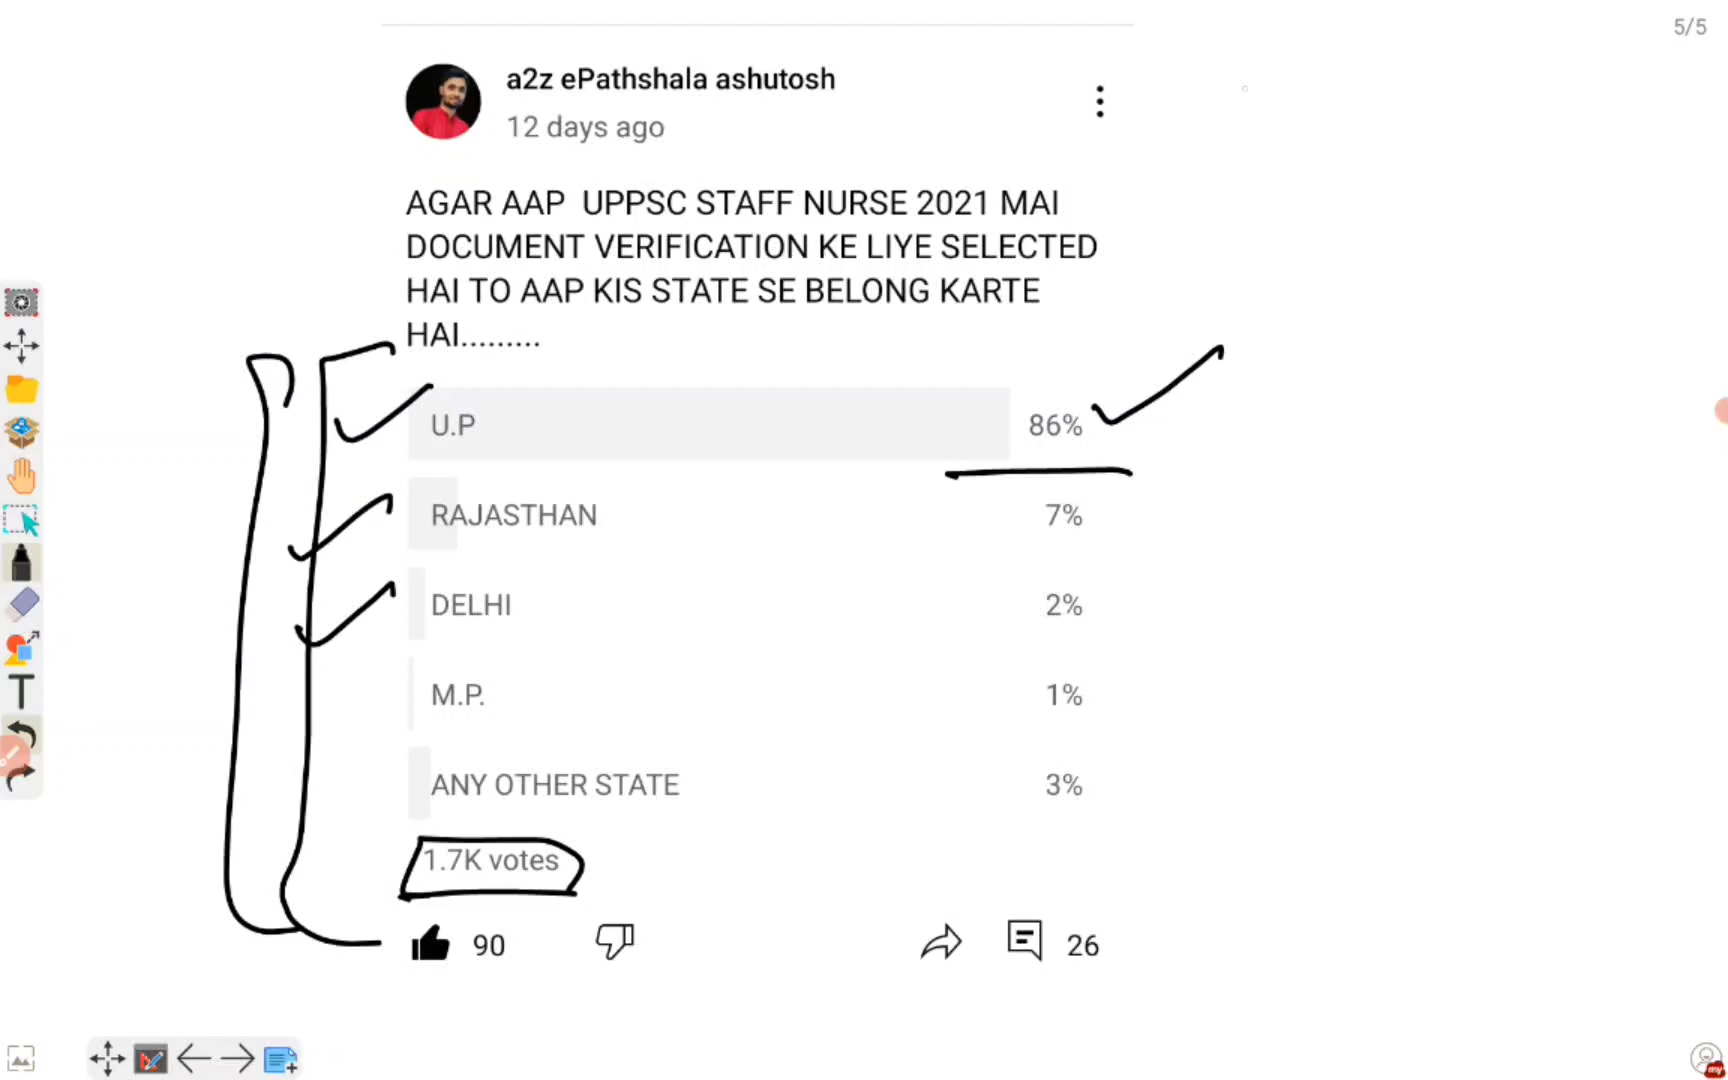 5/5
a2z ePathshala ashutosh
12 days ago
AGAR AAP UPPSC STAFF NURSE 2021 MAI
DOCUMENT VERIFICATION KE LIYE SELECTED
HAI TO AAP KIS STATE SE BELONG KARTE
HAI.........
U.P 86%
RAJASTHAN 7%
DELHI 2%
M.P. 1%
ANY OTHER STATE 3%
1.7K votes
90 26
T
my